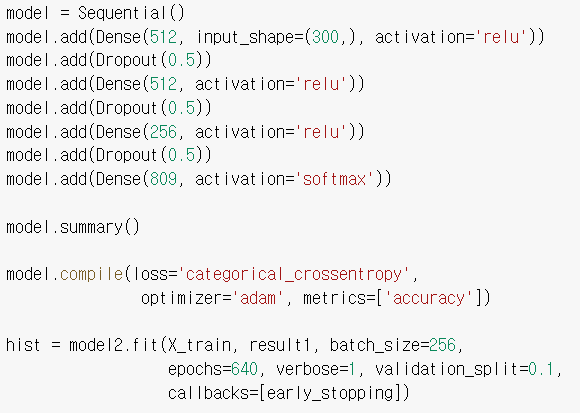 model = Sequential()
model.add(Dense(512, input_shape=(300,), activation='relu'))
model.add(Dropout(0.5))
model.add(Dense(512, activation='relu'))
model.add(Dropout(0.5))
model.add(Dense(256, activation='relu'))
model.add(Dropout(0.5))
model.add(Dense(809, activation='softmax'))
model.summary()
model.compile(loss='categorical_crossentropy',
optimizer='adam', metrics=['accuracy'])
hist = model2.fit(X_train, result1, batch_size=256,
epochs=640, verbose=1, validation_split=0.1,
callbacks=[early_stopping])